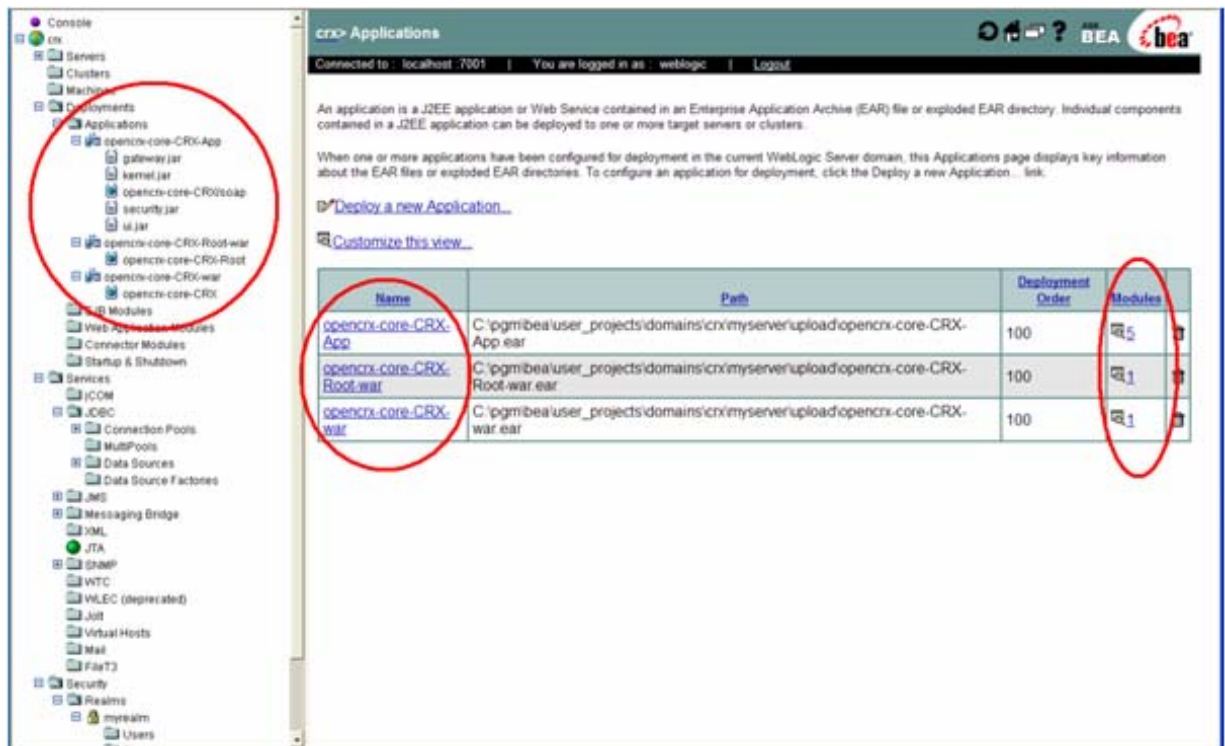 Console
crx
Servers
Clusters
Machines
Deployments
Applications
opencrx-core-CRX-App
gateway.jar
kernel.jar
opencrx-core-CRX/soap
security.jar
ui.jar
opencrx-core-CRX-Root-war
opencrx-core-CRX-Root
opencrx-core-CRX-war
opencrx-core-CRX
EJB Modules
Web Application Modules
Connector Modules
Startup & Shutdown
Services
jCOM
JDBC
Connection Pools
MultiPools
Data Sources
Data Source Factories
JMS
Messaging Bridge
XML
JTA
SNMP
WTC
WLEC (deprecated)
Jolt
Virtual Hosts
Mail
FileT3
Security
Realms
myrealm
Users
crx> Applications
? ASK BEA bea
Connected to : localhost :7001 | You are logged in as : weblogic | Logout
An application is a J2EE application or Web Service contained in an Enterprise Application Archive (EAR) file or exploded EAR directory. Individual components
contained in a J2EE application can be deployed to one or more target servers or clusters.
When one or more applications have been configured for deployment in the current WebLogic Server domain, this Applications page displays key information
about the EAR files or exploded EAR directories. To configure an application for deployment, click the Deploy a new Application... link.
Deploy a new Application...
Customize this view...
Name Path Deployment Order Modules
opencrx-core-CRX-App C:\pgm\bea\user_projects\domains\crx\myserver\upload\opencrx-core-CRX-App.ear 100 5
opencrx-core-CRX-Root-war C:\pgm\bea\user_projects\domains\crx\myserver\upload\opencrx-core-CRX-Root-war.ear 100 1
opencrx-core-CRX-war C:\pgm\bea\user_projects\domains\crx\myserver\upload\opencrx-core-CRX-war.ear 100 1